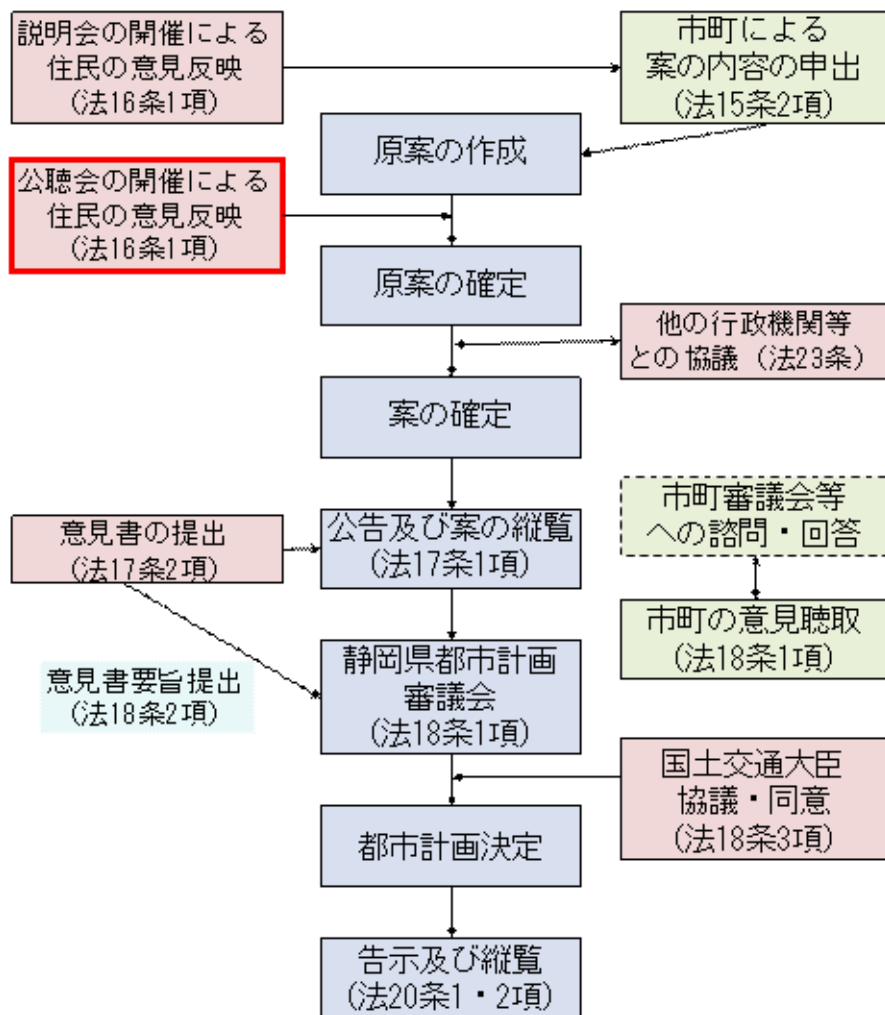 説明会の開催による
住民の意見反映
(法16条1項)
市町による
案の内容の申出
(法15条2項)
原案の作成
公聴会の開催による
住民の意見反映
(法16条1項)
原案の確定
他の行政機関等
との協議（法23条）
案の確定
市町審議会等
への諮問・回答
意見書の提出
(法17条2項)
公告及び案の縦覧
(法17条1項)
市町の意見聴取
(法18条1項)
意見書要旨提出
(法18条2項)
静岡県都市計画
審議会
(法18条1項)
国土交通大臣
協議・同意
(法18条3項)
都市計画決定
告示及び縦覧
(法20条1・2項)